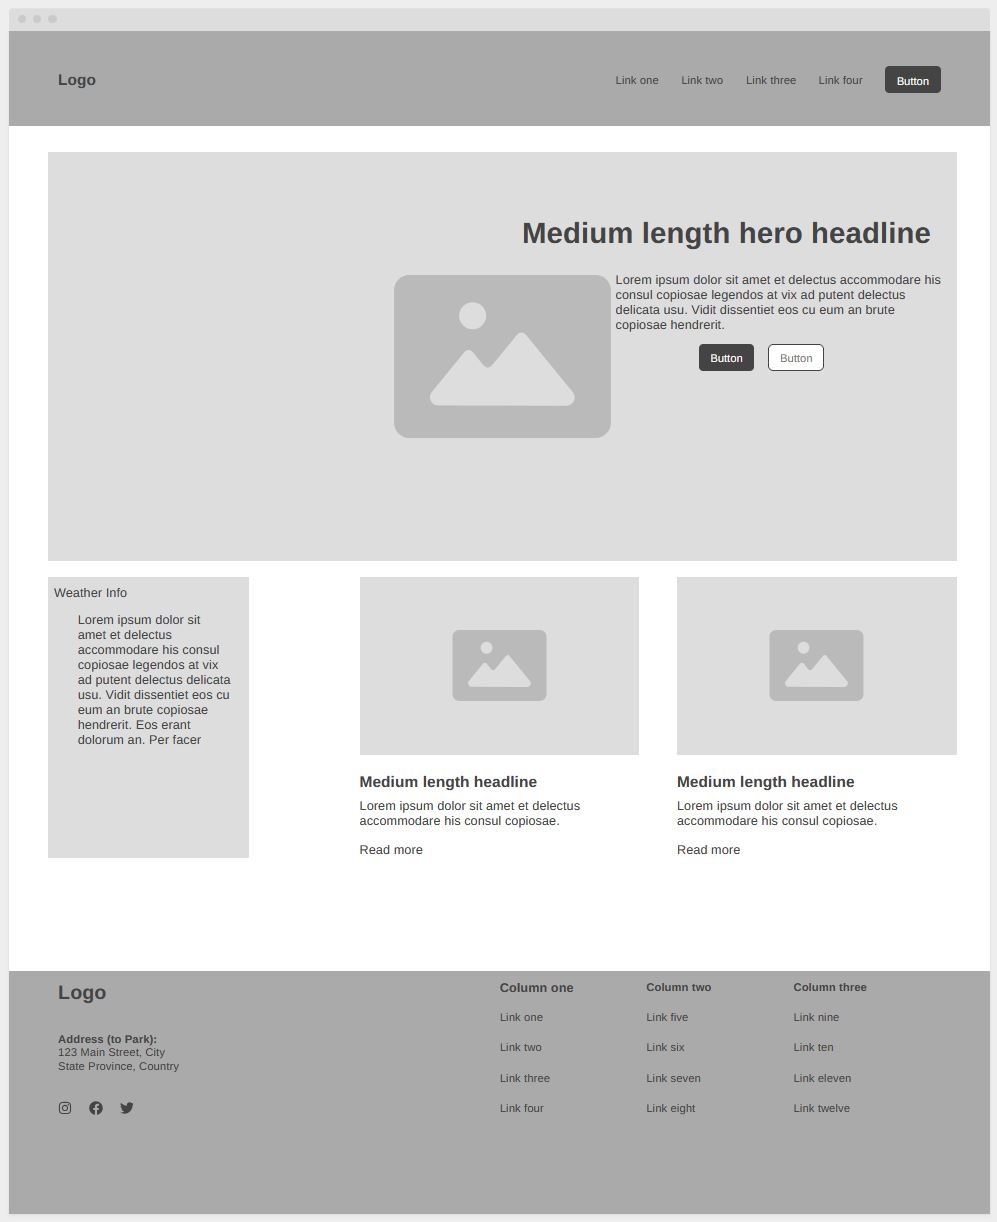 Logo
Link one
Link two
Link three
Link four
Button
Medium length hero headline
Lorem ipsum dolor sit amet et delectus accommodare his
consul copiosae legendos at vix ad putent delectus
delicata usu. Vidit dissentiet eos cu eum an brute
copiosae hendrerit.
Button
Button
Weather Info
Lorem ipsum dolor sit
amet et delectus
accommodare his consul
copiosae legendos at vix
ad putent delectus delicata
usu. Vidit dissentiet eos cu
eum an brute copiosae
hendrerit. Eos erant
dolorum an. Per facer
Medium length headline
Lorem ipsum dolor sit amet et delectus
accommodare his consul copiosae.
Read more
Medium length headline
Lorem ipsum dolor sit amet et delectus
accommodare his consul copiosae.
Read more
Logo
Address (to Park):
123 Main Street, City
State Province, Country
Column one
Link one
Link two
Link three
Link four
Column two
Link five
Link six
Link seven
Link eight
Column three
Link nine
Link ten
Link eleven
Link twelve